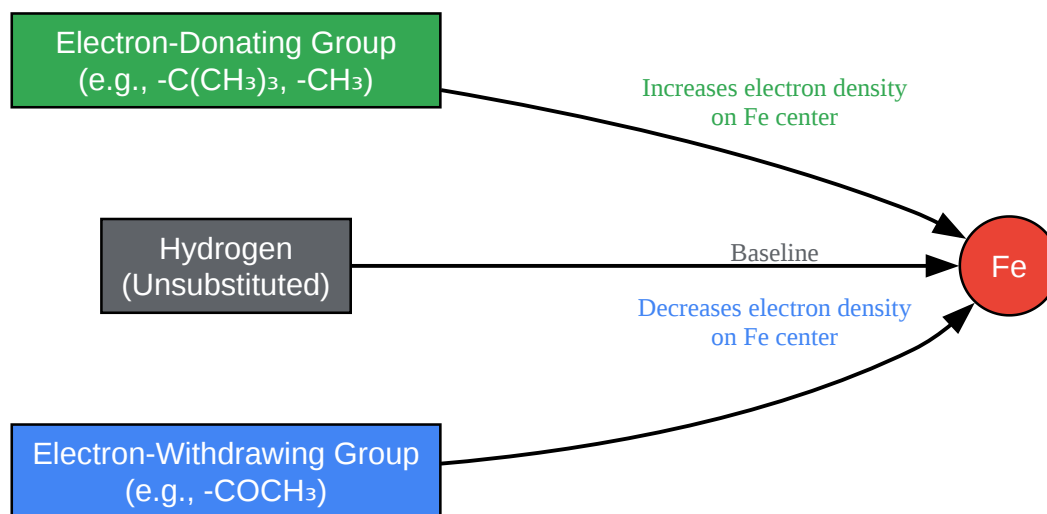 Electron-Donating Group
(e.g., -C(CH₃)₃, -CH₃)
Increases electron density
on Fe center
Hydrogen
(Unsubstituted)
Baseline
Fe
Decreases electron density
on Fe center
Electron-Withdrawing Group
(e.g., -COCH₃)